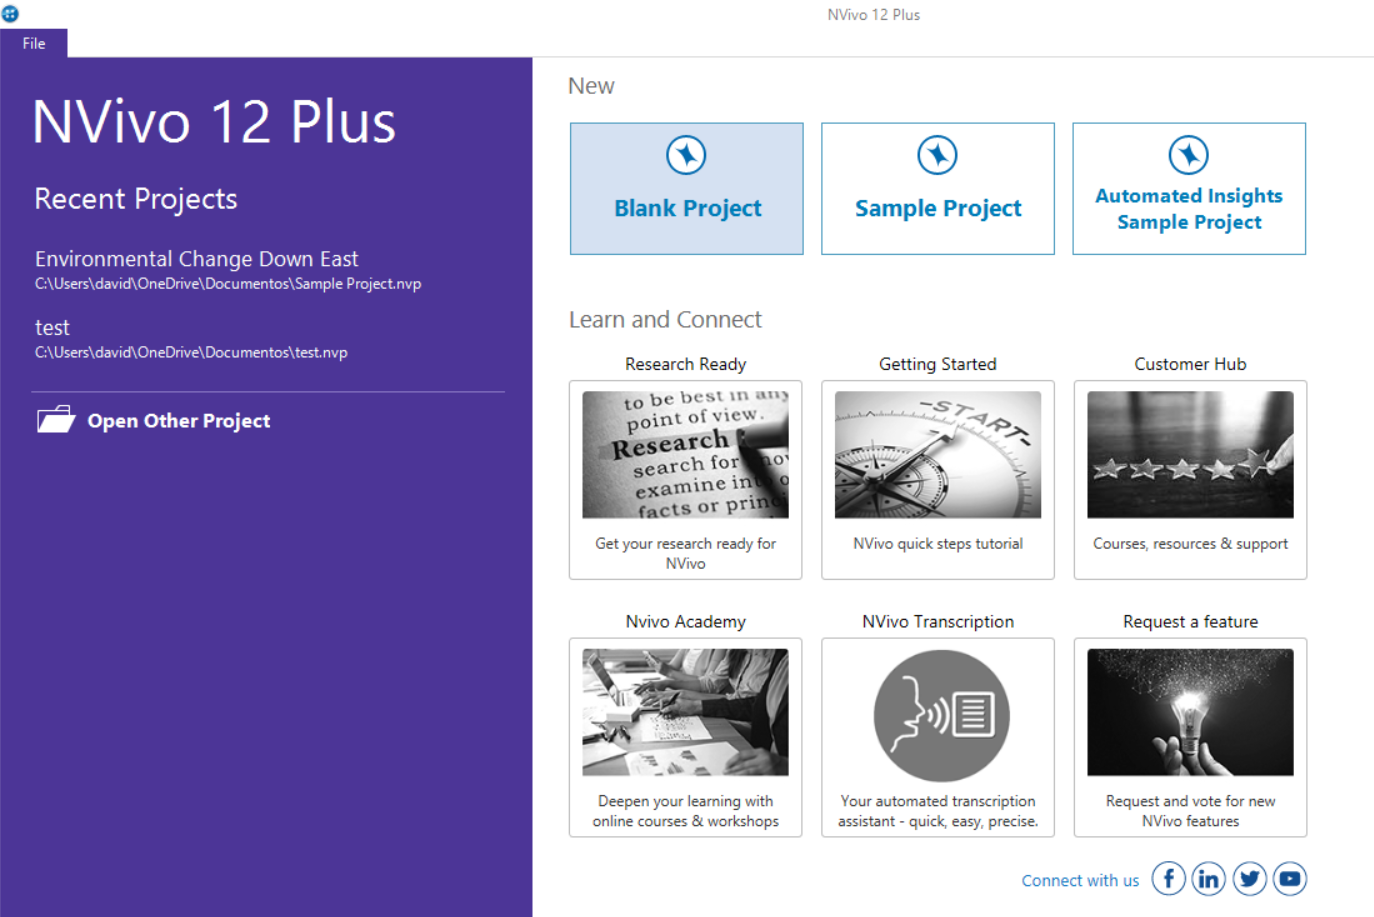 NVivo 12 Plus
File
NVivo 12 Plus
Recent Projects
Environmental Change Down East
C:\Users\david\OneDrive\Documentos\Sample Project.nvp
test
C:\Users\david\OneDrive\Documentos\test.nvp
Open Other Project
New
Blank Project
Sample Project
Automated Insights
Sample Project
Learn and Connect
Research Ready
to be best in any
point of view.
Research
search for
examine in
facts or princ
Get your research ready for
NVivo
Getting Started
-START-
NVivo quick steps tutorial
Customer Hub
Courses, resources & support
Nvivo Academy
Deepen your learning with
online courses & workshops
NVivo Transcription
Your automated transcription
assistant - quick, easy, precise.
Request a feature
Request and vote for new
NVivo features
Connect with us